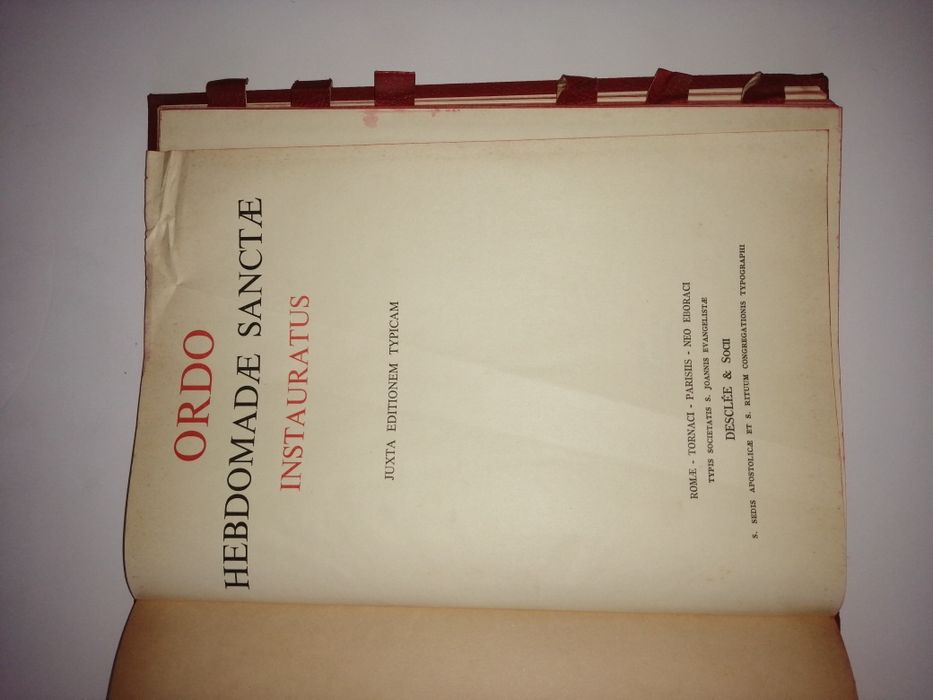 ORDO
HEBDOMADÆ SANCTÆ
INSTAURATUS
JUXTA EDITIONEM TYPICAM
ROMÆ - TORNACI - PARISIIS - NEO EBORACI
TYPIS SOCIETATIS S. JOANNIS EVANGELISTÆ
DESCLÉE & SOCII
S. SEDIS APOSTOLICÆ ET S. RITUUM CONGREGATIONIS TYPOGRAPHI